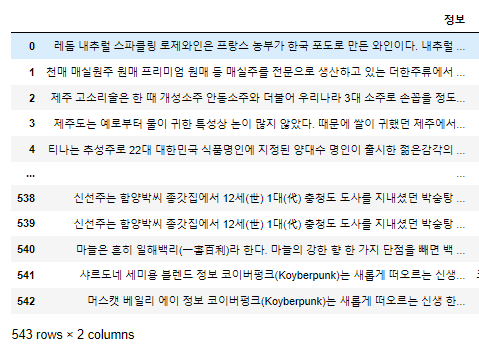 정보
0 레돔 내추럴 스파클링 로제와인은 프랑스 농부가 한국 포도로 만든 와인이다. 내추럴 ...
1 천매 매실원주 원매 프리미엄 원매 등 매실주를 전문으로 생산하고 있는 더한주류에서 ...
2 제주 고소리술은 한 때 개성소주 안동소주와 더불어 우리나라 3대 소주로 손꼽을 정도...
3 제주도는 예로부터 물이 귀한 특성상 논이 많지 않았다. 때문에 쌀이 귀했던 제주에서...
4 티나는 추성주로 22대 대한민국 식품명인에 지정된 양대수 명인이 출시한 젊은감각의 ...
... ...
538 신선주는 함양박씨 종갓집에서 12세(世) 1대(代) 충청도 도사를 지내셨던 박숭탕 ...
539 신선주는 함양박씨 종갓집에서 12세(世) 1대(代) 충청도 도사를 지내셨던 박숭탕 ...
540 마늘은 흔히 일해백리(一害百利)라 한다. 마늘의 강한 향 한 가지 단점을 빼면 백 ...
541 샤르도네 세미용 블렌드 정보 코이버펑크(Koyberpunk)는 새롭게 떠오르는 신생...
542 머스캣 베일리 에이 정보 코이버펑크(Koyberpunk)는 새롭게 떠오르는 신생 한...
543 rows × 2 columns